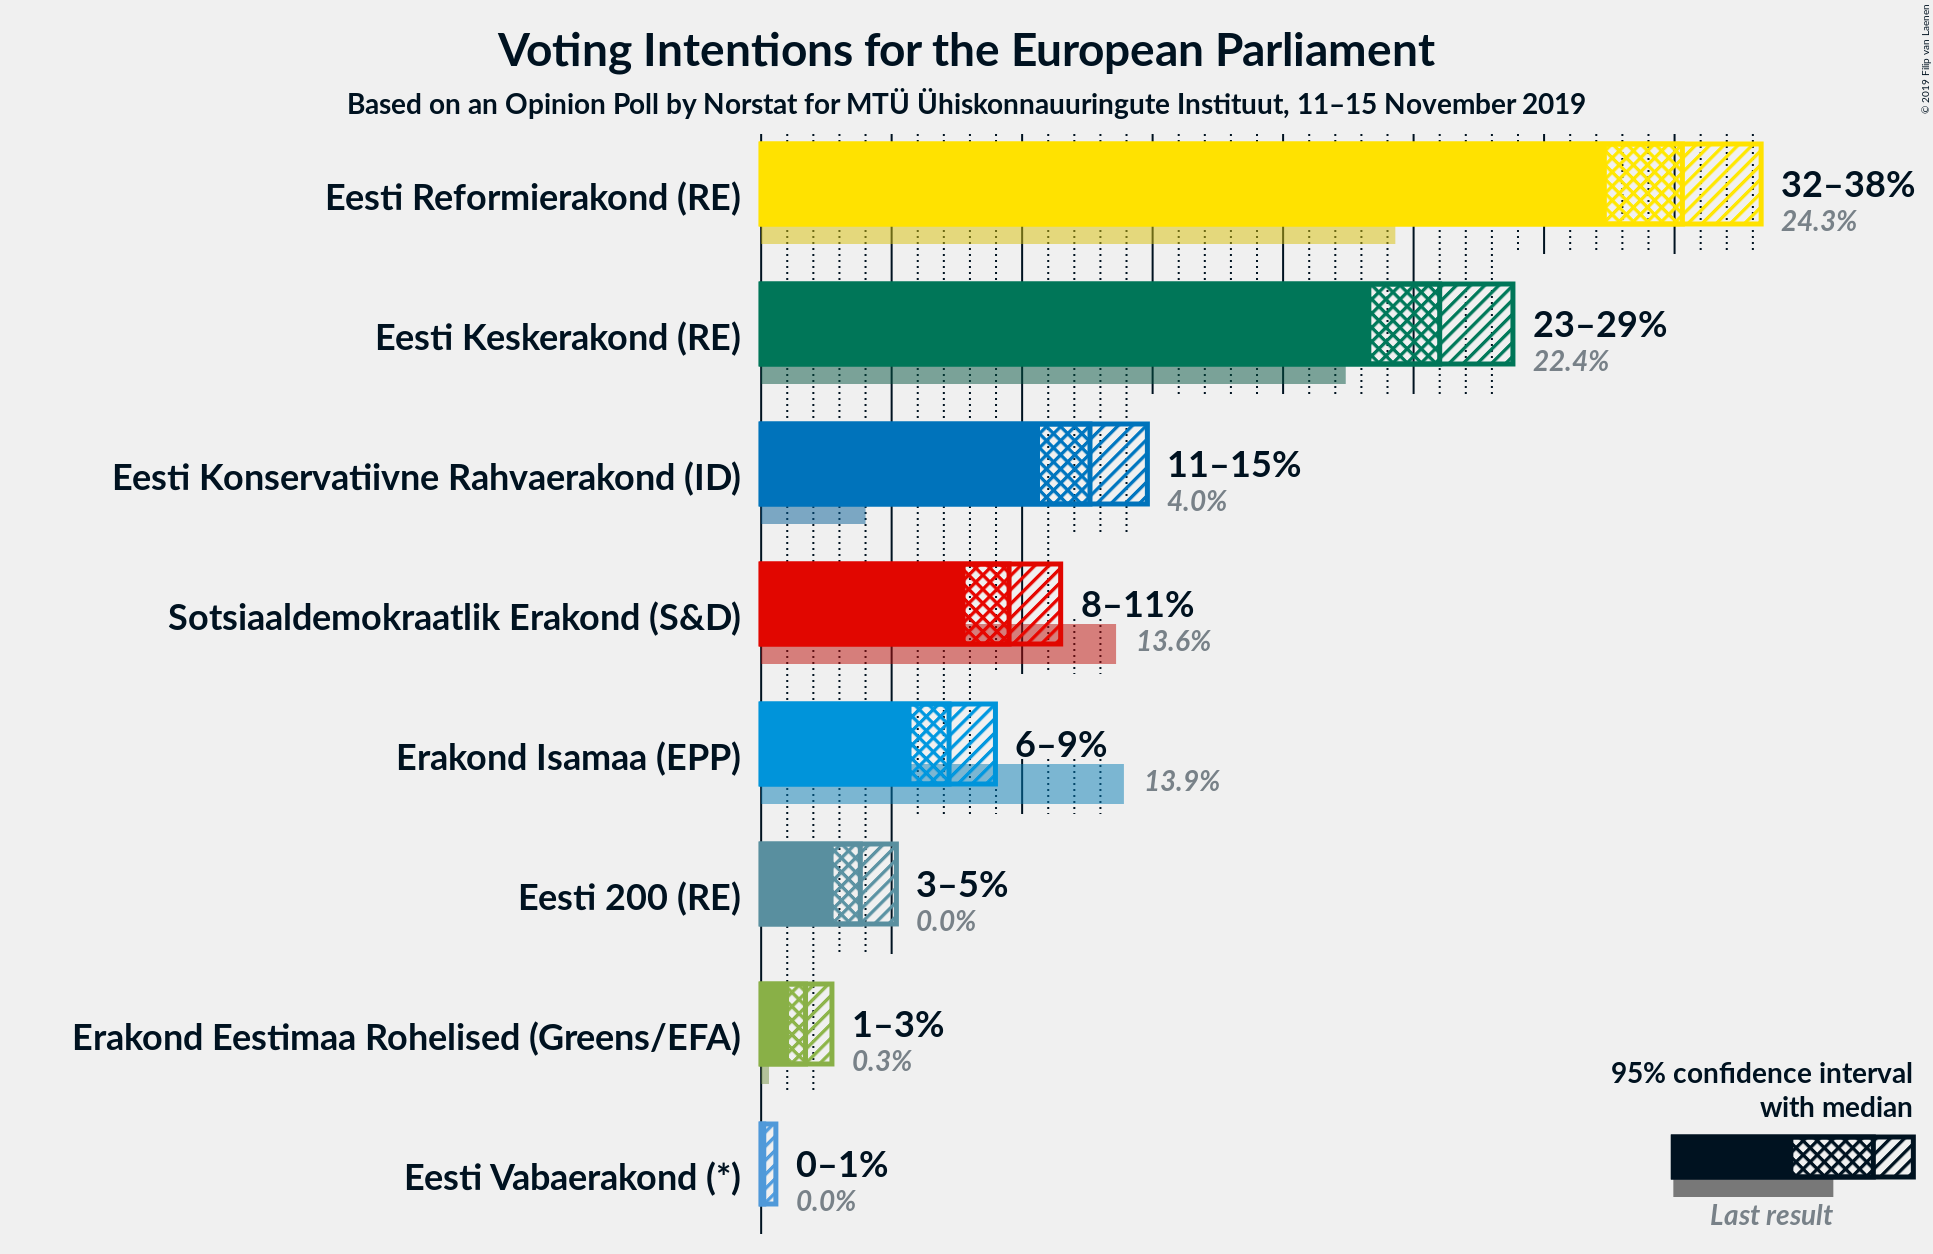 Voting Intentions for the European Parliament
Based on an Opinion Poll by Norstat for MTÜ Ühiskonnauuringute Instituut, 11–15 November 2019
© 2019 Filip van Laenen
Eesti Reformierakond (RE)
32–38%
24.3%
Eesti Keskerakond (RE)
23–29%
22.4%
Eesti Konservatiivne Rahvaerakond (ID)
11–15%
4.0%
Sotsiaaldemokraatlik Erakond (S&D)
8–11%
13.6%
Erakond Isamaa (EPP)
6–9%
13.9%
Eesti 200 (RE)
3–5%
0.0%
Erakond Eestimaa Rohelised (Greens/EFA)
1–3%
0.3%
Eesti Vabaerakond (*)
0–1%
0.0%
95% confidence interval
with median
Last result